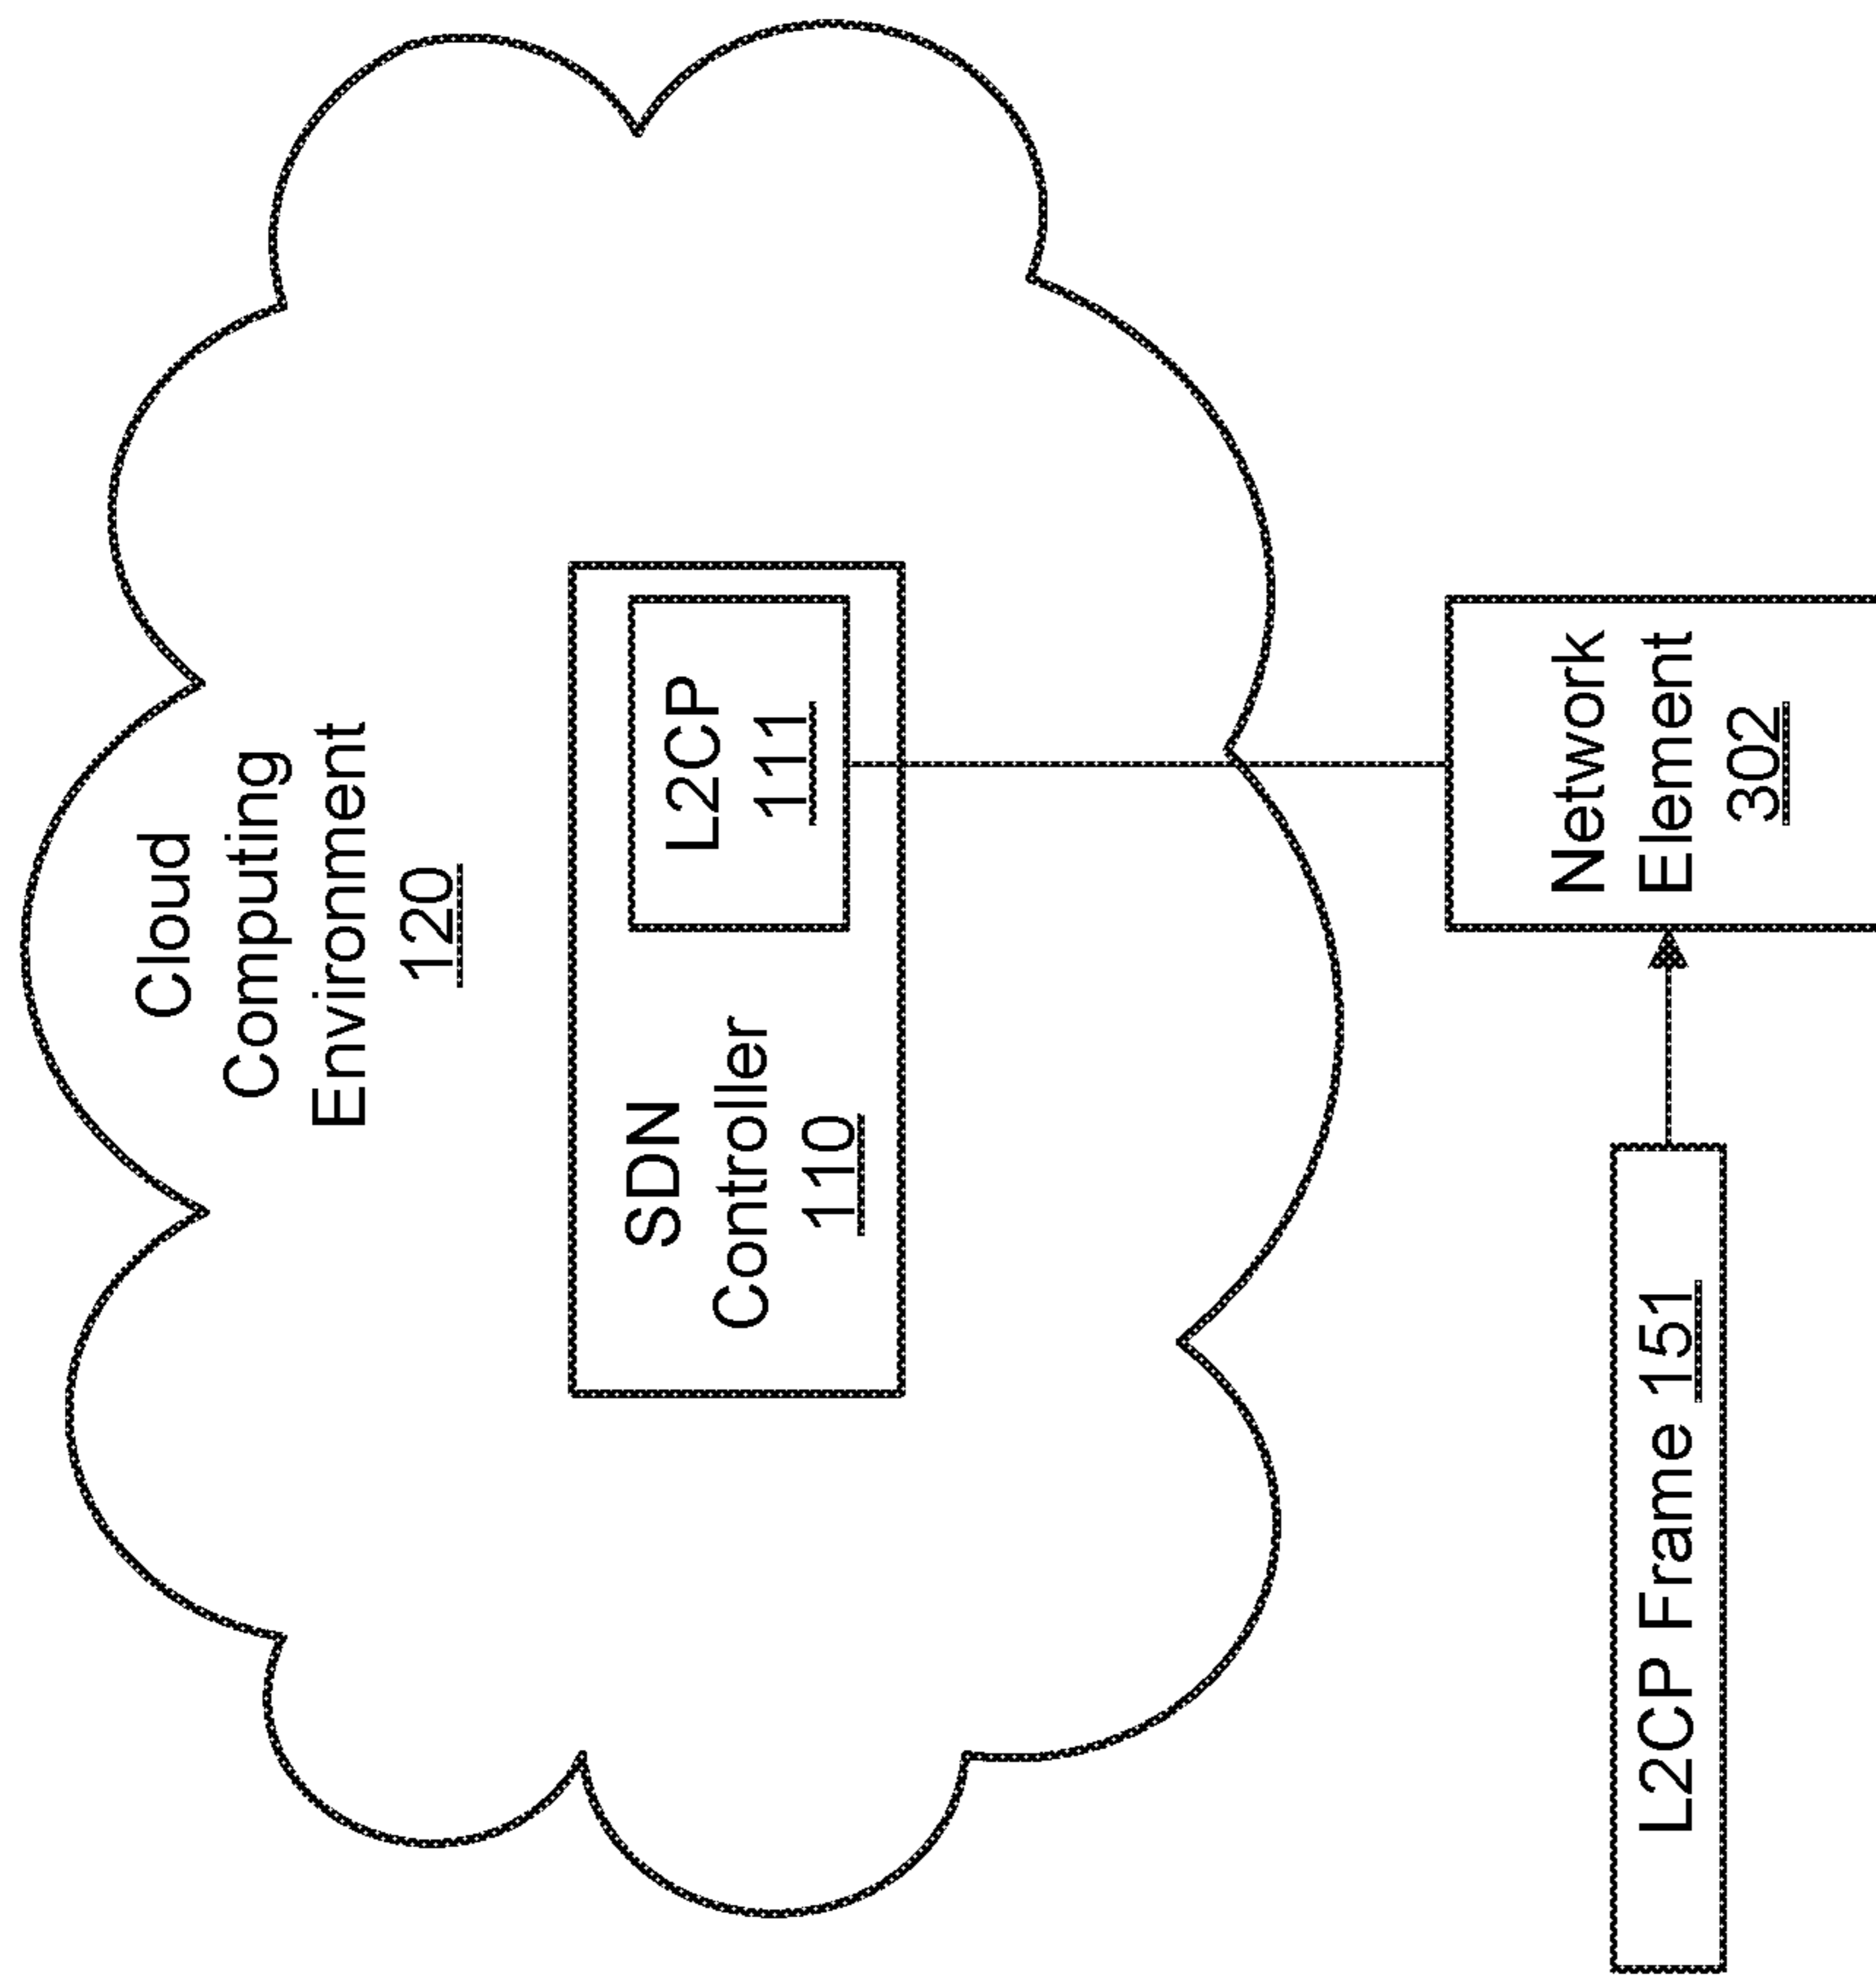 Cloud
Computing
Environment
120
SDN
Controller
110
L2CP
111
L2CP Frame 151
Network
Element
302